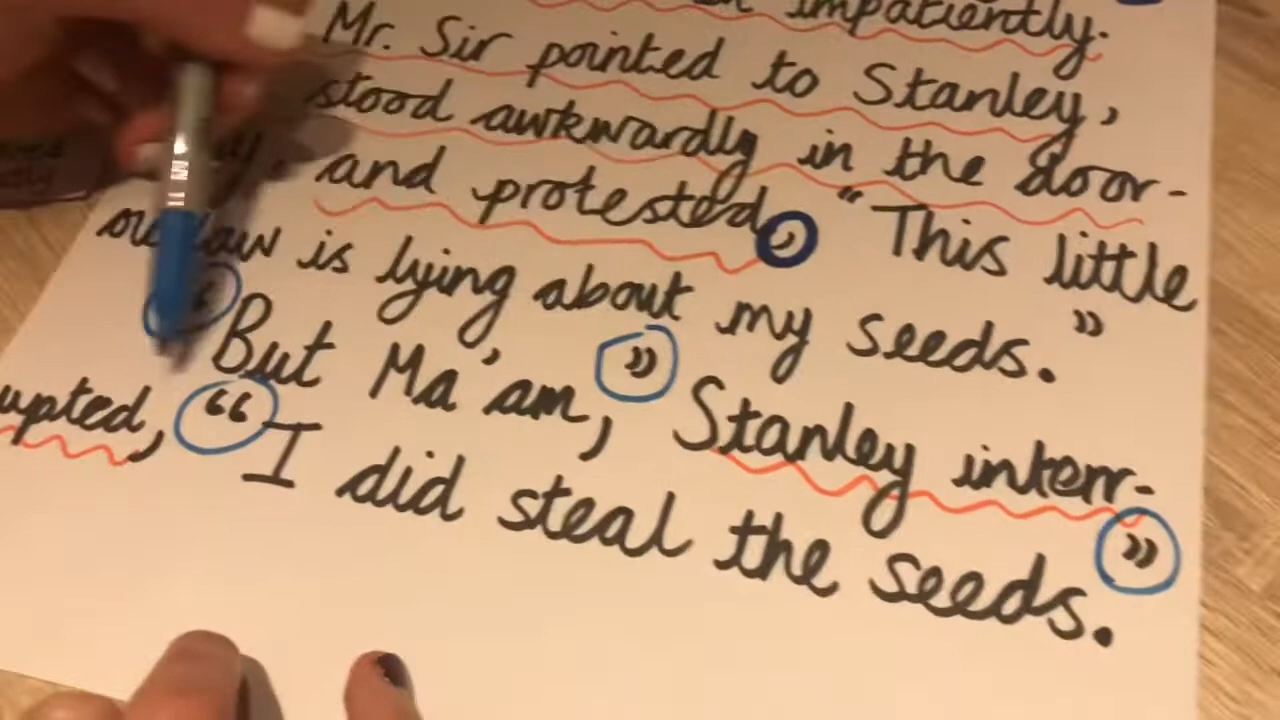 impatiently.
Mr. Sir pointed to Stanley,
stood awkwardly in the door-
and protested, “This little
outlaw is lying about my seeds.”
“But Ma'am,” Stanley interr-
upted, “I did steal the seeds.”